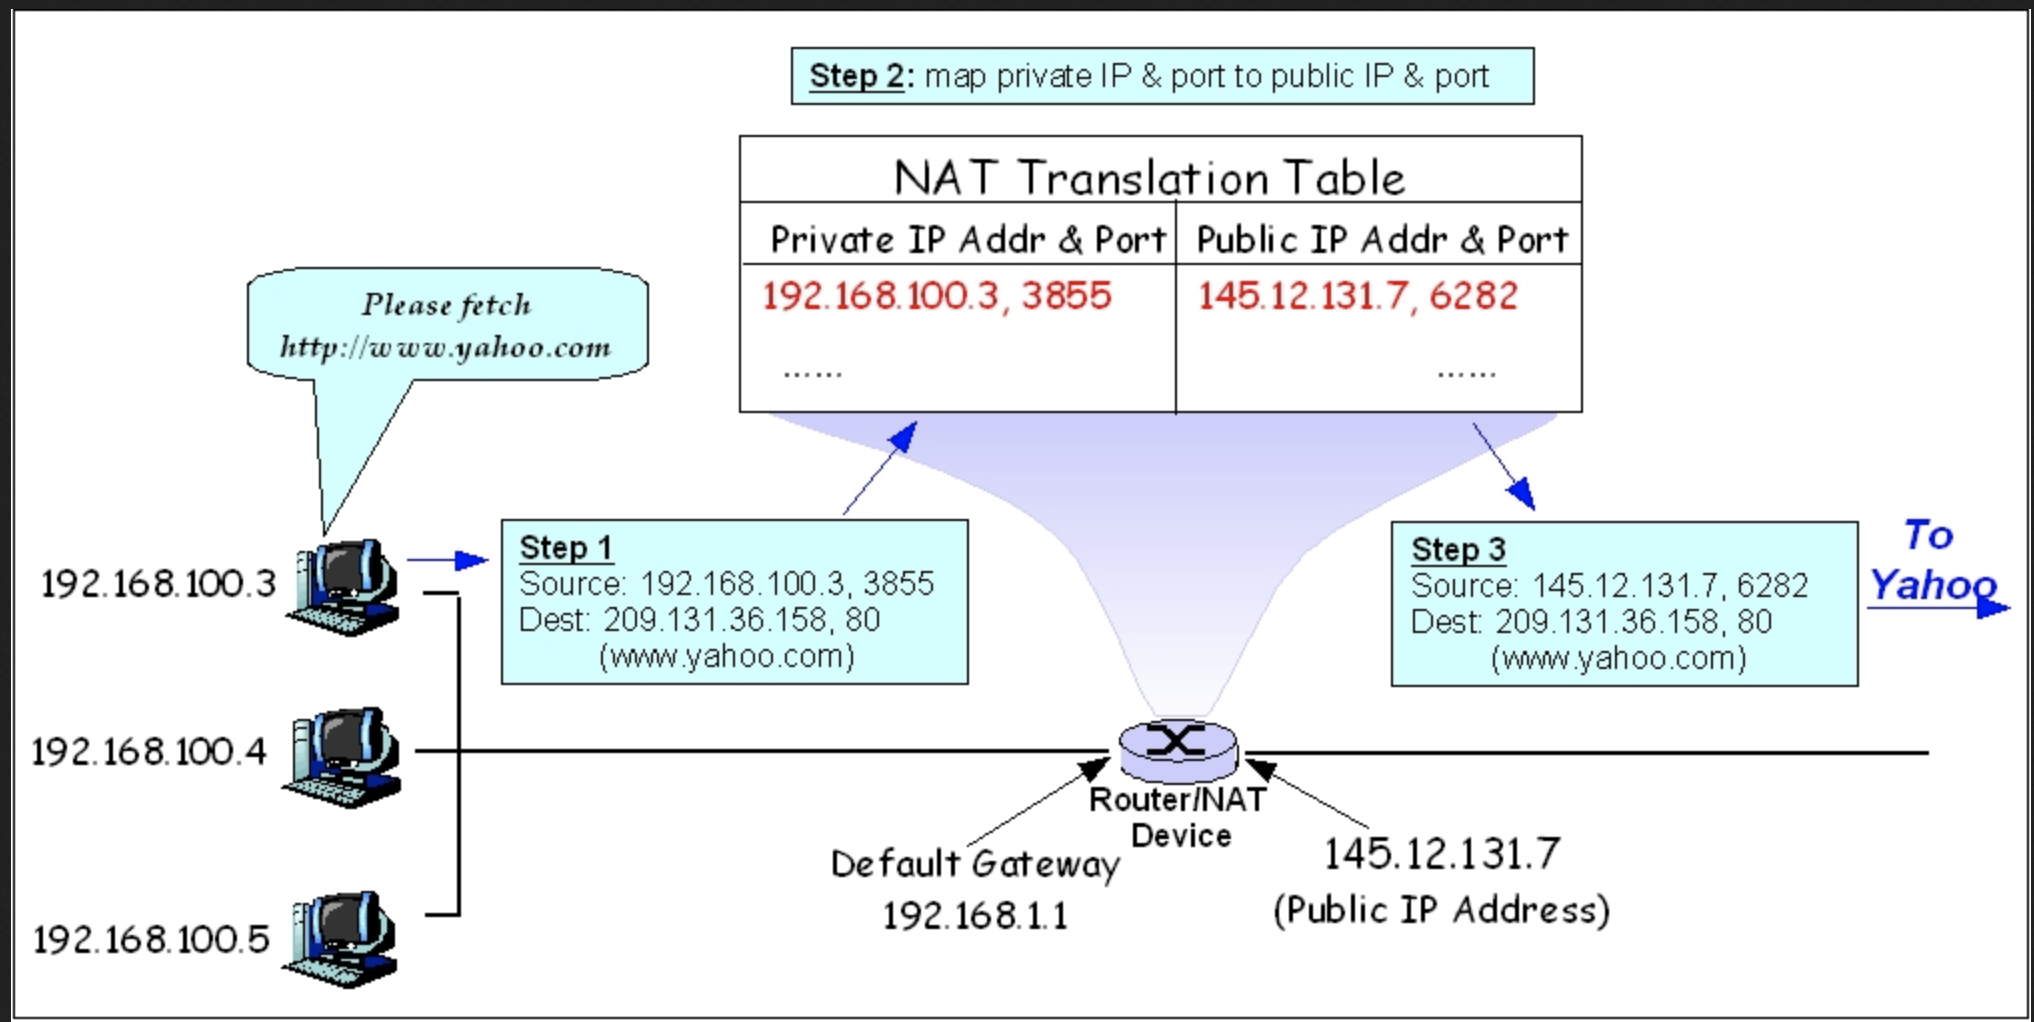 Step 2: map private IP & port to public IP & port
NAT Translation Table
Private IP Addr & Port
Public IP Addr & Port
192.168.100.3, 3855
145.12.131.7, 6282
......
......
Please fetch
http://www.yahoo.com
192.168.100.3
Step 1
Source: 192.168.100.3, 3855
Dest: 209.131.36.158, 80
(www.yahoo.com)
Step 3
Source: 145.12.131.7, 6282
Dest: 209.131.36.158, 80
(www.yahoo.com)
To
Yahoo
192.168.100.4
Router/NAT
Device
Default Gateway
192.168.1.1
145.12.131.7
(Public IP Address)
192.168.100.5